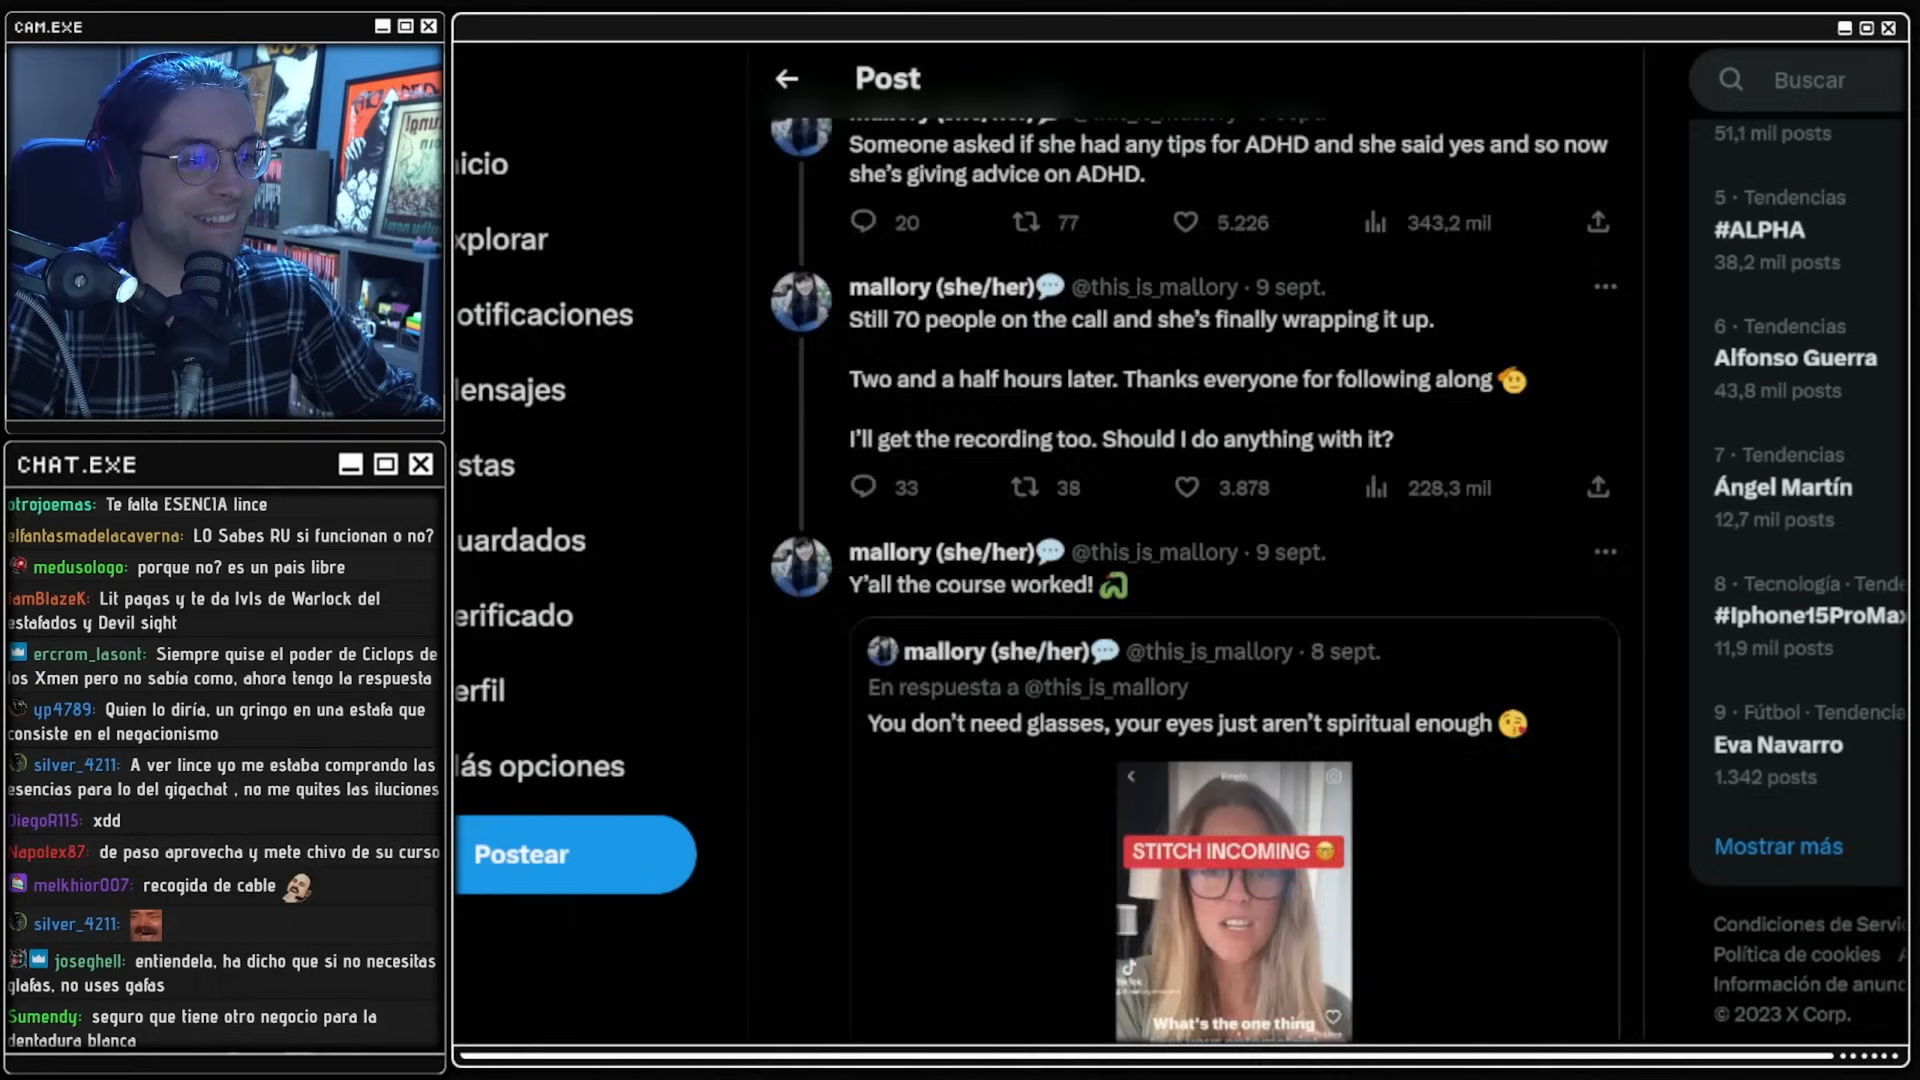 CAM.EXE
CHAT.EXE
otrojoemas: Te falta ESENCIA lince
elfantasmadelacaverna: LO Sabes RU si funcionan o no?
medusologo: porque no? es un pais libre
IamBlazeK: Lit pagas y te da lvls de Warlock del
estafados y Devil sight
ercrom_lasont: Siempre quise el poder de Ciclops de
los Xmen pero no sabía como, ahora tengo la respuesta
yp4789: Quien lo diría, un gringo en una estafa que
consiste en el negacionismo
silver_4211: A ver lince yo me estaba comprando las
esencias para lo del gigachat , no me quites las iluciones
DiegoR115: xdd
Napolex87: de paso aprovecha y mete chivo de su curso
melkhior007: recogida de cable
silver_4211:
joseghell: entiendela, ha dicho que si no necesitas
glafas, no uses gafas
Sumendy: seguro que tiene otro negocio para la
dentadura blanca
nicio
xplorar
otificaciones
lensajes
istas
uardados
erificado
erfil
lás opciones
Postear
← Post
Someone asked if she had any tips for ADHD and she said yes and so now
she's giving advice on ADHD.
20 77 5.226 343,2 mil
mallory (she/her)💬 @this_is_mallory · 9 sept.
Still 70 people on the call and she's finally wrapping it up.
Two and a half hours later. Thanks everyone for following along 🫡
I'll get the recording too. Should I do anything with it?
33 38 3.878 228,3 mil
mallory (she/her)💬 @this_is_mallory · 9 sept.
Y'all the course worked! 🐍
mallory (she/her)💬 @this_is_mallory · 8 sept.
En respuesta a @this_is_mallory
You don't need glasses, your eyes just aren't spiritual enough 😘
Reels
STITCH INCOMING 🤓
TikTok
What's the one thing
Buscar
51,1 mil posts
5 · Tendencias
#ALPHA
38,2 mil posts
6 · Tendencias
Alfonso Guerra
43,8 mil posts
7 · Tendencias
Ángel Martín
12,7 mil posts
8 · Tecnología · Tende
#Iphone15ProMax
11,9 mil posts
9 · Fútbol · Tendencia
Eva Navarro
1.342 posts
Mostrar más
Condiciones de Servi
Política de cookies
Información de anunc
© 2023 X Corp.